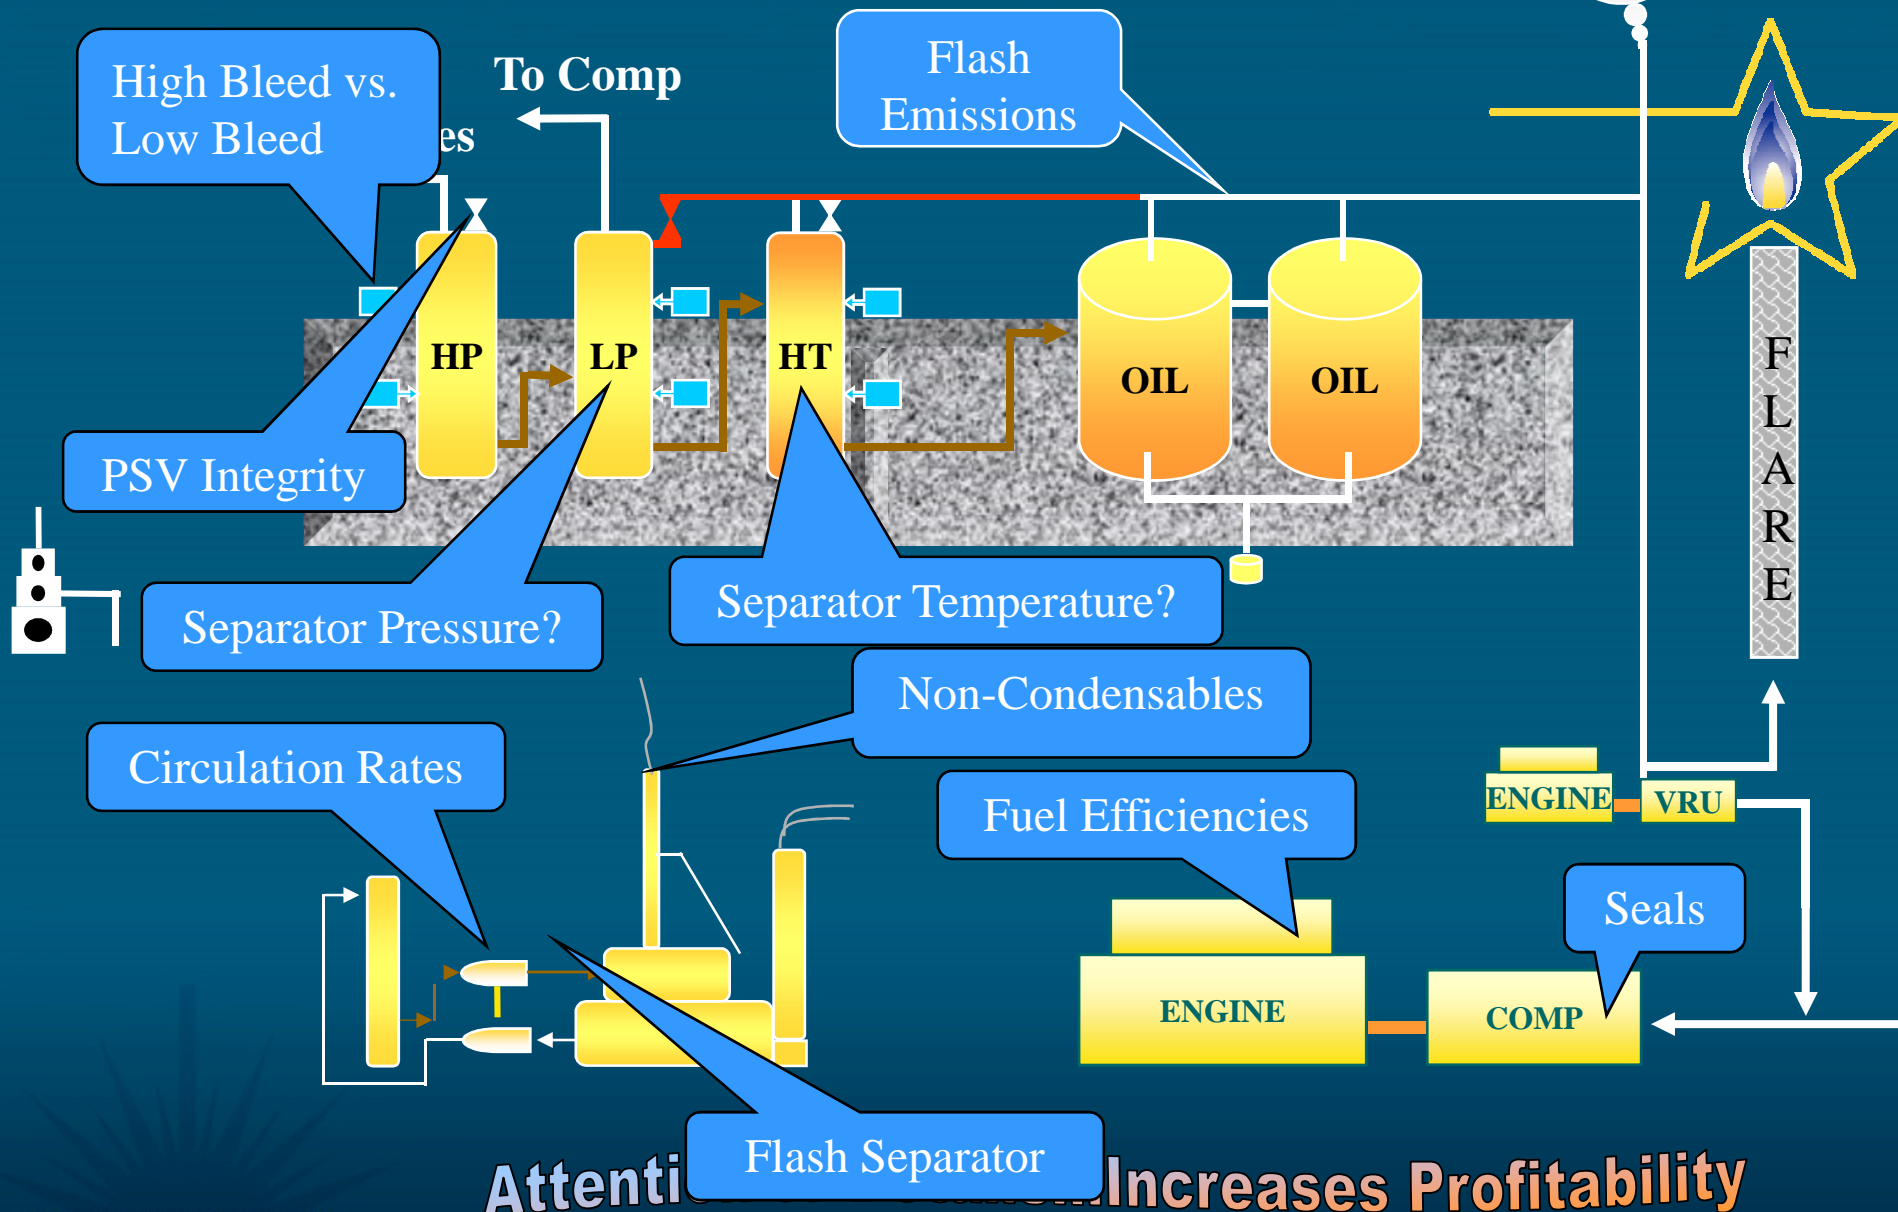 High Bleed vs.
Low Bleed
To Comp
es
Flash
Emissions
HP
LP
HT
OIL
OIL
F
L
A
R
E
PSV Integrity
Separator Pressure?
Separator Temperature?
Non-Condensables
Circulation Rates
Fuel Efficiencies
ENGINE
VRU
Seals
ENGINE
COMP
Flash Separator
Increases Profitability